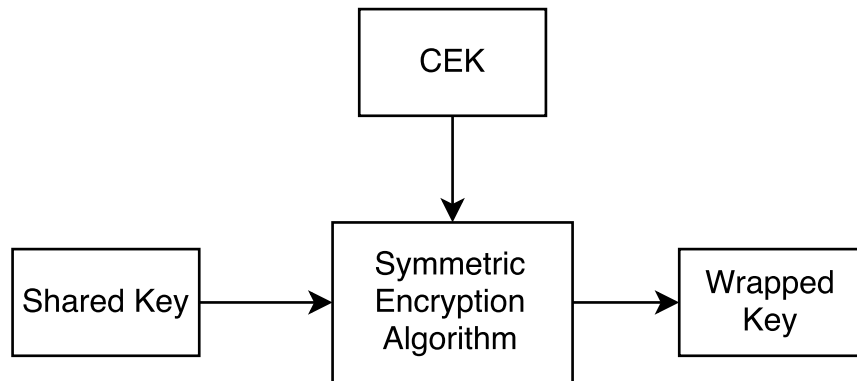 CEK
Shared Key
Symmetric
Encryption
Algorithm
Wrapped
Key